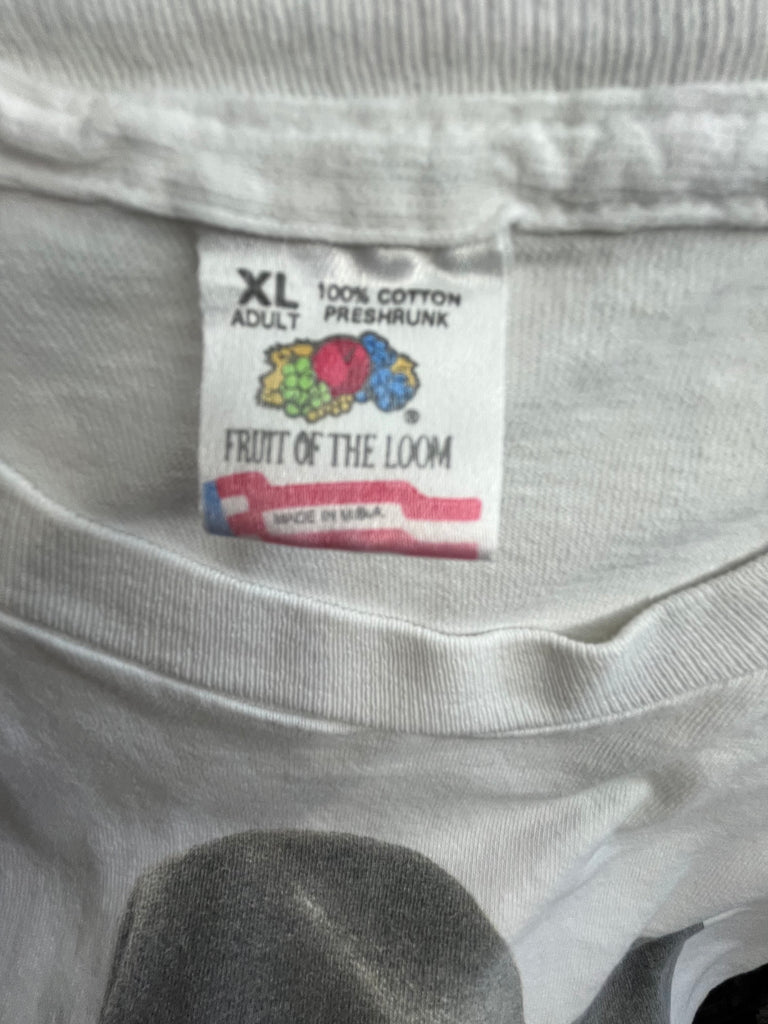 XL 100% COTTON
ADULT PRESHRUNK
®
FRUIT OF THE LOOM
MADE IN U.S.A.